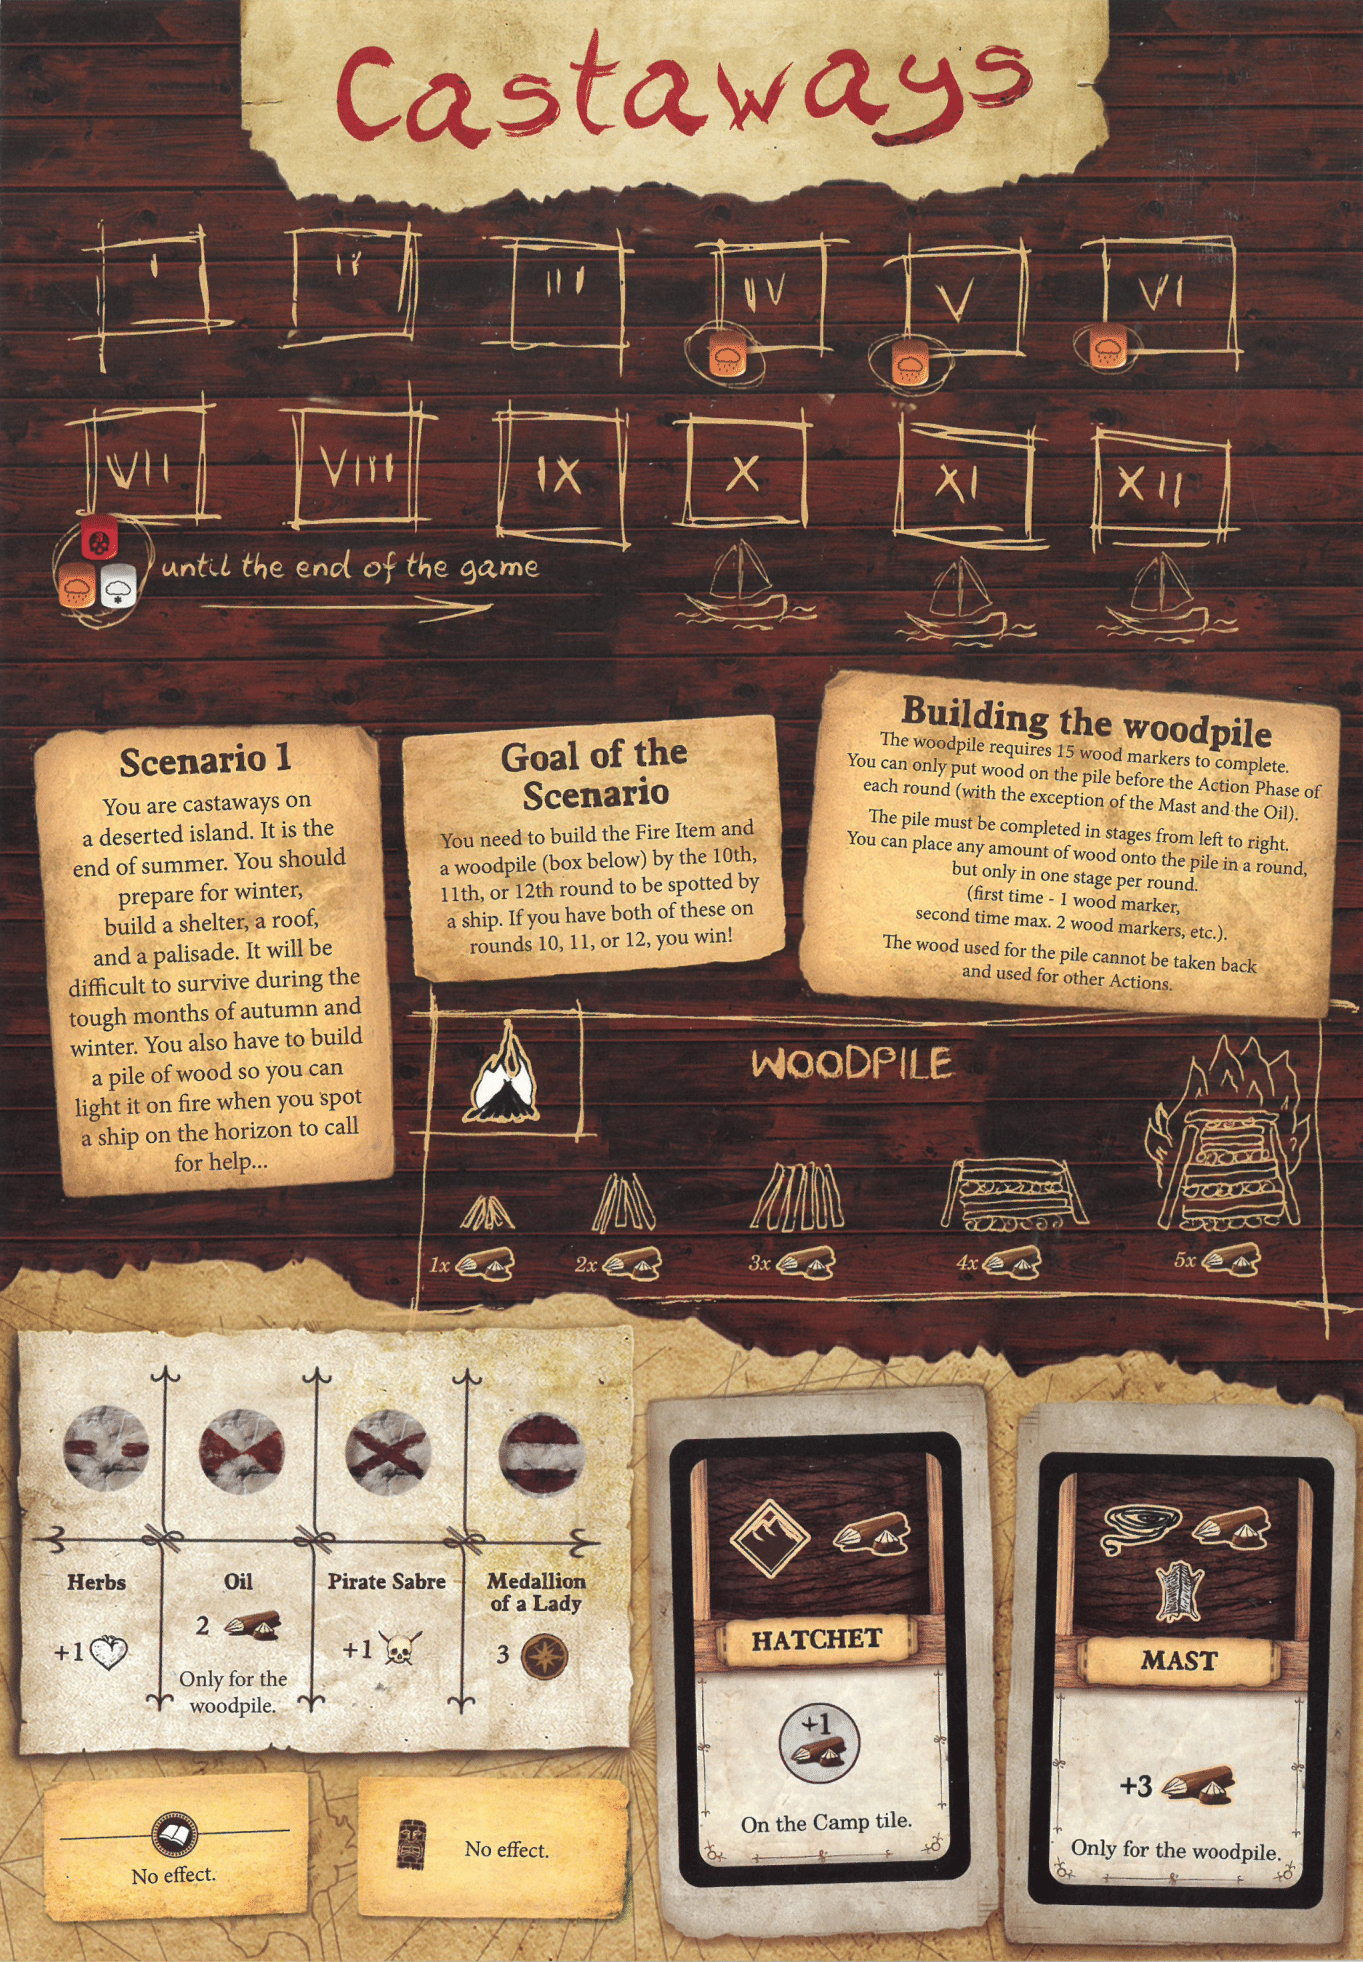 Castaways
I II III IV V VI
VII VIII IX X XI XII
until the end of the game
Scenario 1
You are castaways on
a deserted island. It is the
end of summer. You should
prepare for winter,
build a shelter, a roof,
and a palisade. It will be
difficult to survive during the
tough months of autumn and
winter. You also have to build
a pile of wood so you can
light it on fire when you spot
a ship on the horizon to call
for help...
Goal of the
Scenario
You need to build the Fire Item and
a woodpile (box below) by the 10th,
11th, or 12th round to be spotted by
a ship. If you have both of these on
rounds 10, 11, or 12, you win!
Building the woodpile
The woodpile requires 15 wood markers to complete.
You can only put wood on the pile before the Action Phase of
each round (with the exception of the Mast and the Oil).
The pile must be completed in stages from left to right.
You can place any amount of wood onto the pile in a round,
but only in one stage per round.
(first time - 1 wood marker,
second time max. 2 wood markers, etc.).
The wood used for the pile cannot be taken back
and used for other Actions.
WOODPILE
1x 2x 3x 4x 5x
Herbs
+1
Oil
2
Only for the
woodpile.
Pirate Sabre
+1
Medallion
of a Lady
3
No effect.
No effect.
HATCHET
+1
On the Camp tile.
MAST
+3
Only for the woodpile.